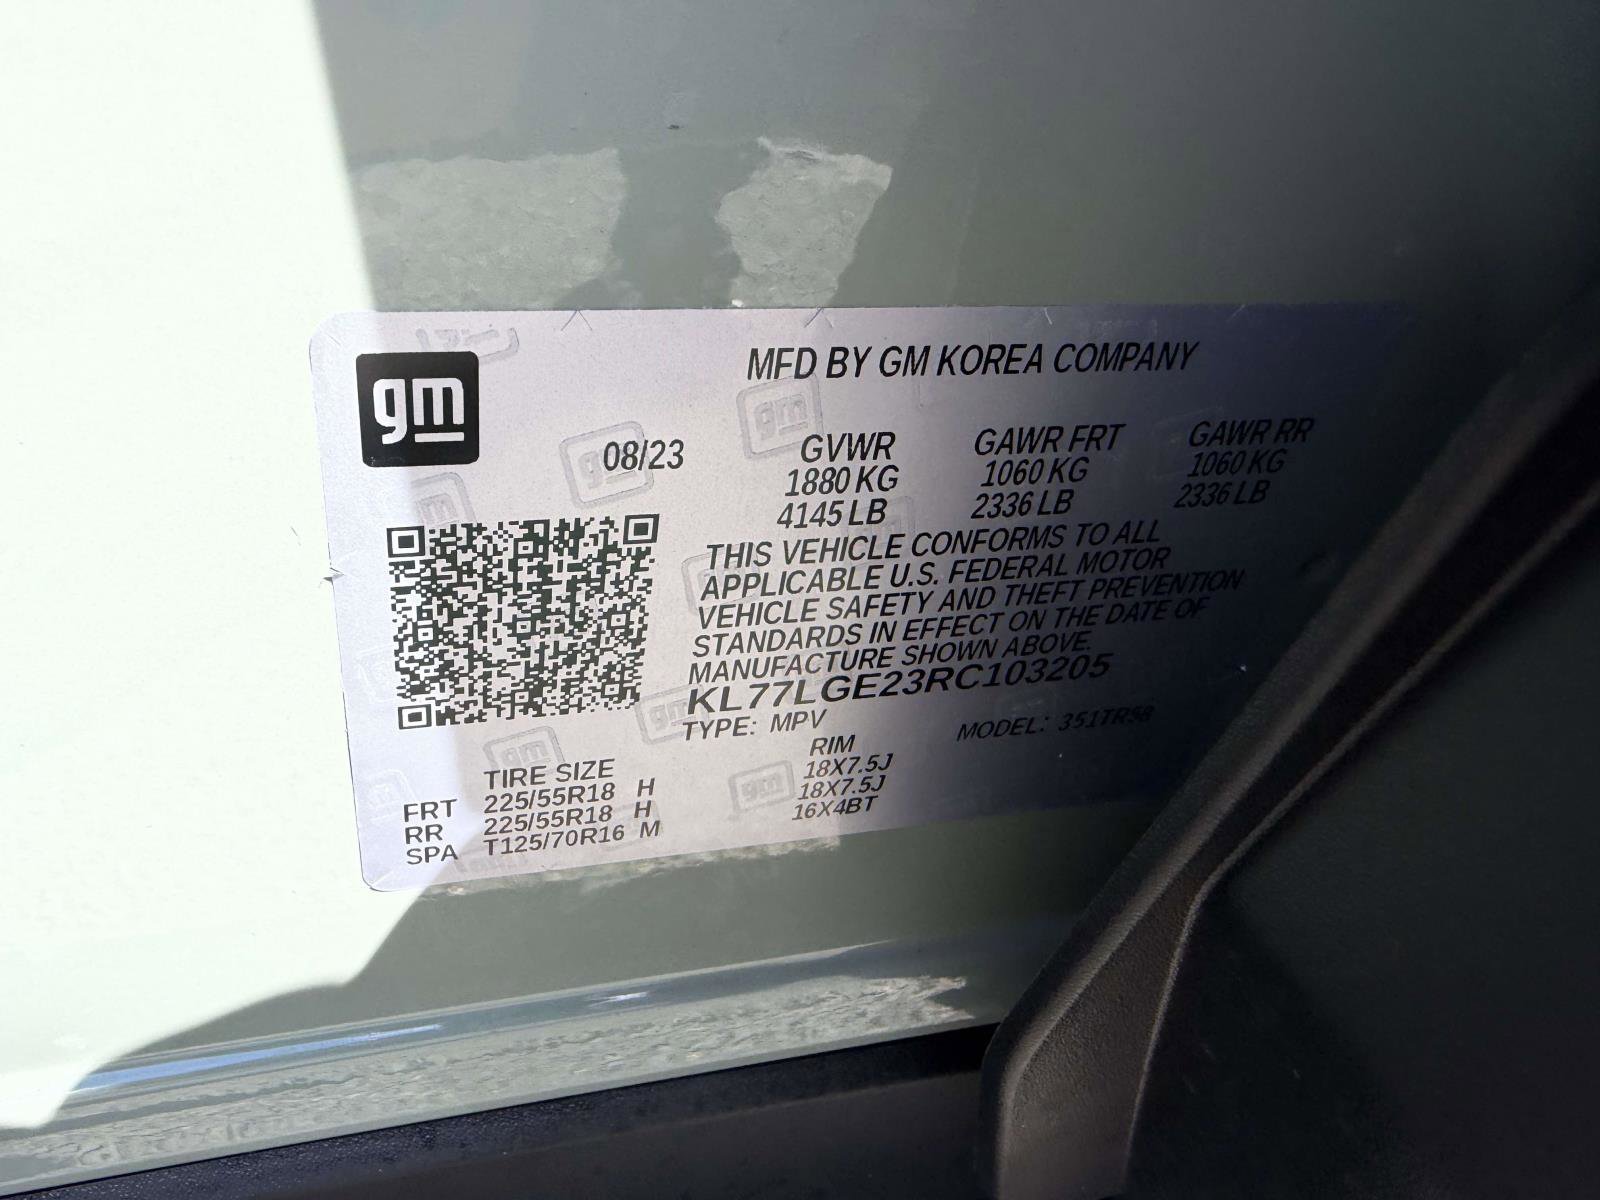 gm
MFD BY GM KOREA COMPANY
08/23 GVWR GAWR FRT GAWR RR
1880 KG 1060 KG 1060 KG
4145 LB 2336 LB 2336 LB
THIS VEHICLE CONFORMS TO ALL
APPLICABLE U.S. FEDERAL MOTOR
VEHICLE SAFETY AND THEFT PREVENTION
STANDARDS IN EFFECT ON THE DATE OF
MANUFACTURE SHOWN ABOVE.
KL77LGE23RC103205
TYPE: MPV MODEL: 351TR58
TIRE SIZE RIM
FRT 225/55R18 H 18X7.5J
RR 225/55R18 H 18X7.5J
SPA T125/70R16 M 16X4BT